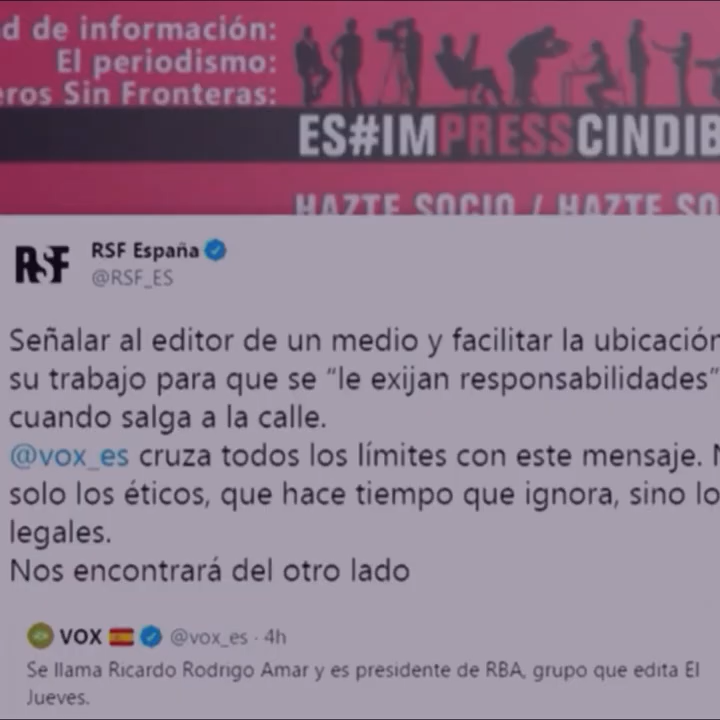 d de información:
El periodismo:
eros Sin Fronteras:
ES#IMPRESSCINDIB
HAZTE SOCIO / HAZTE SO
RSF
RSF España
@RSF_ES
Señalar al editor de un medio y facilitar la ubicación
su trabajo para que se “le exijan responsabilidades”
cuando salga a la calle.
@vox_es cruza todos los límites con este mensaje. N
solo los éticos, que hace tiempo que ignora, sino lo
legales.
Nos encontrará del otro lado
VOX @vox_es · 4h
Se llama Ricardo Rodrigo Amar y es presidente de RBA, grupo que edita El
Jueves.